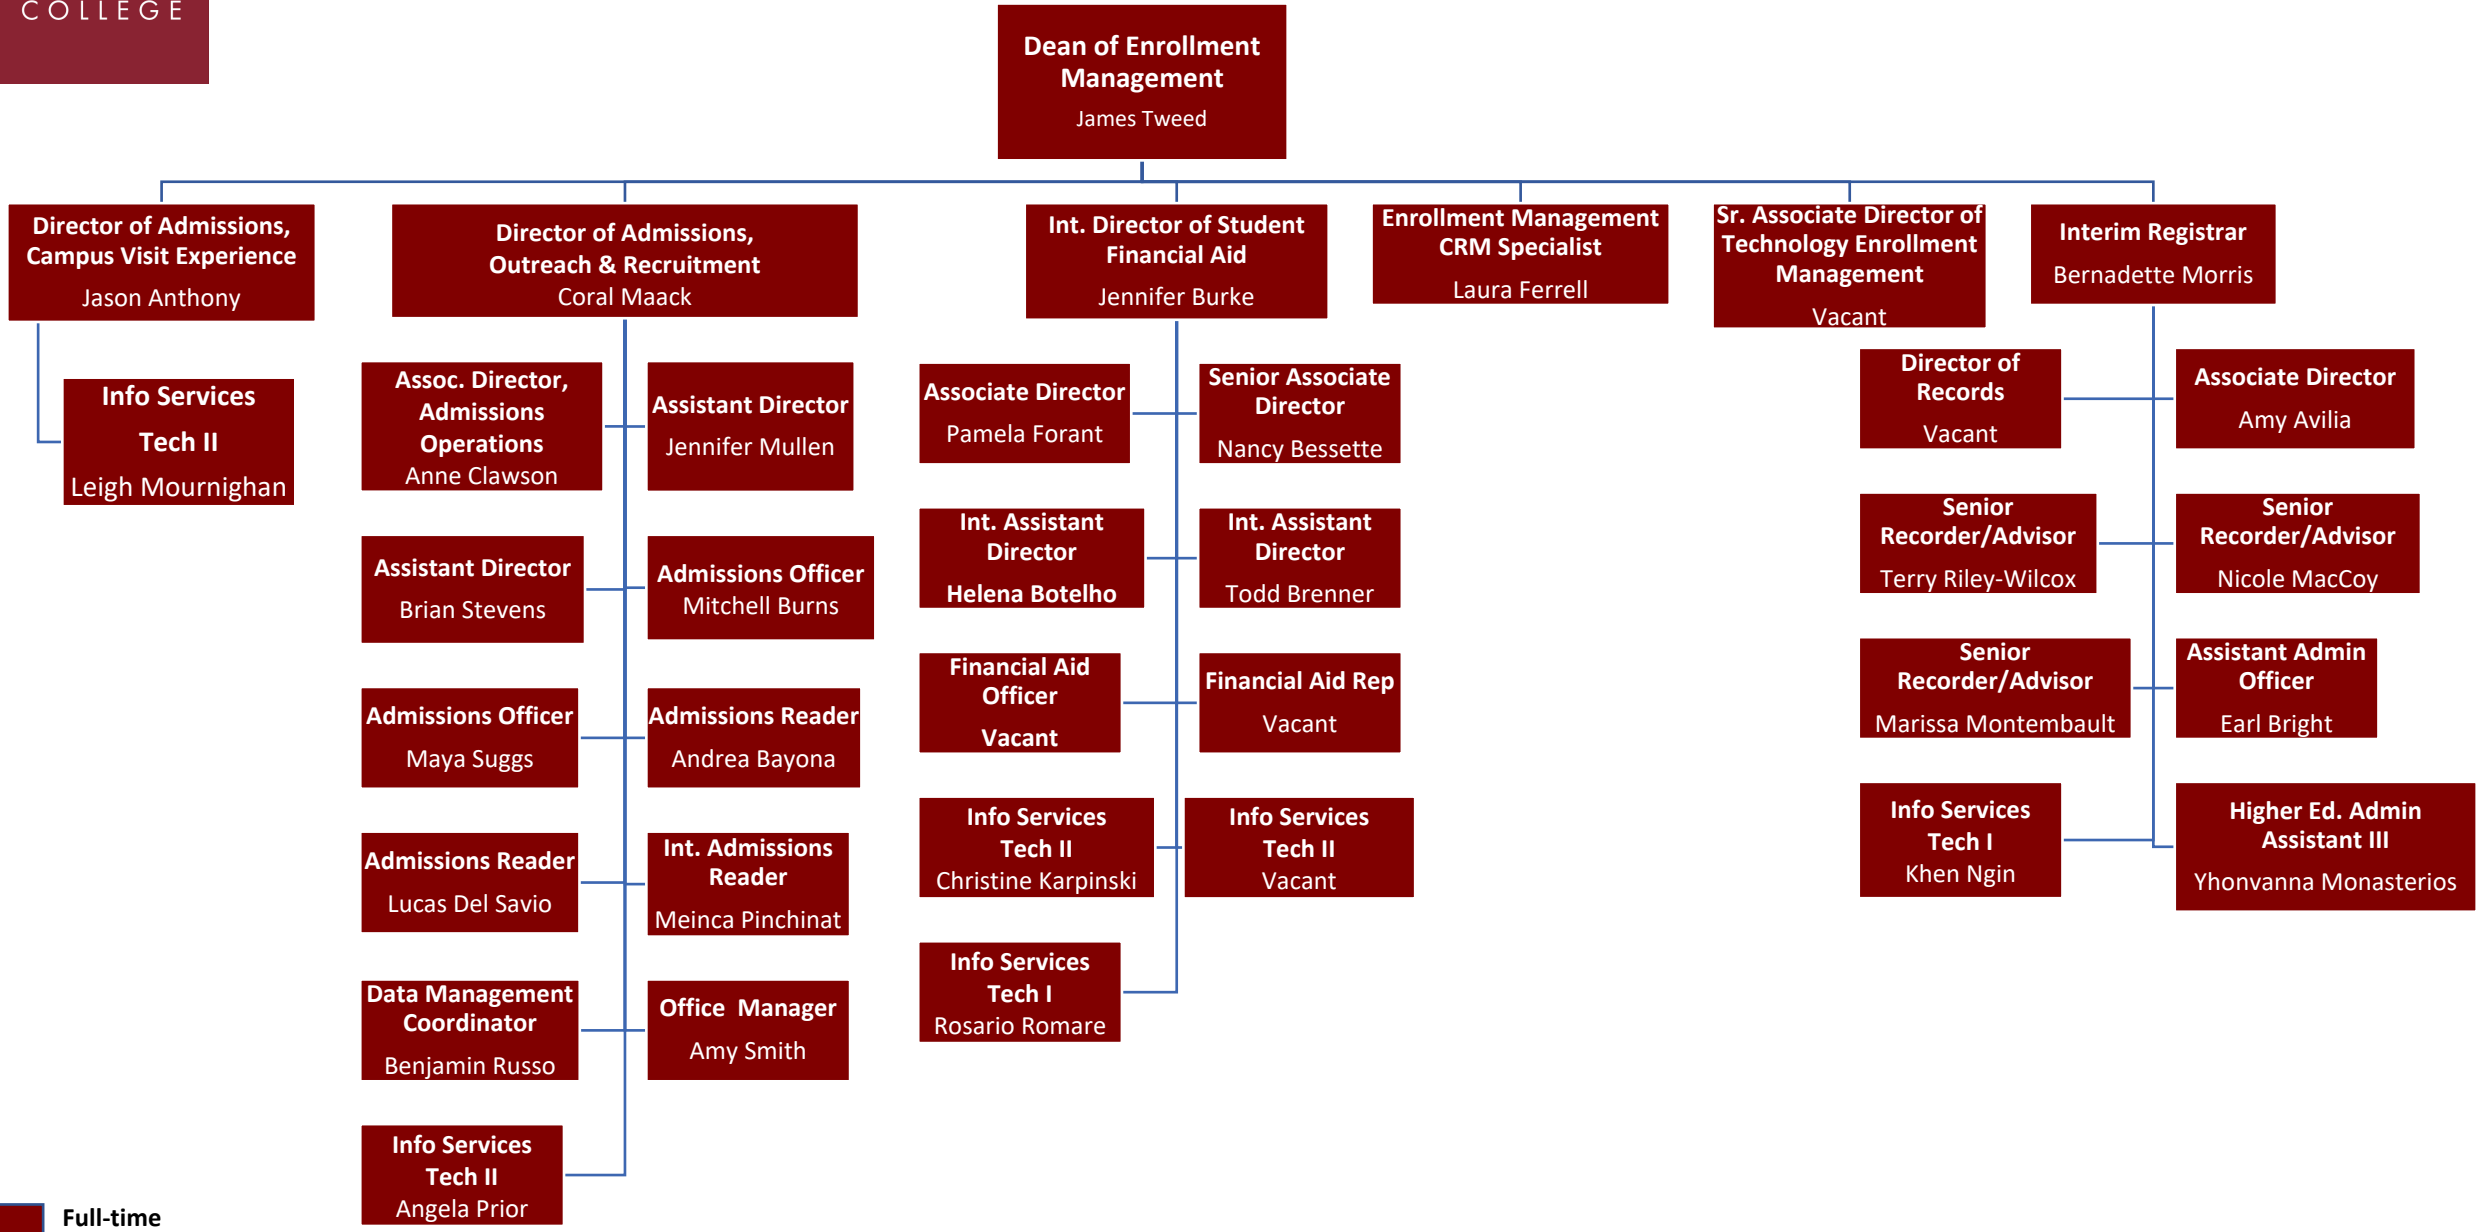 COLLEGE
Dean of Enrollment
Management
James Tweed
Director of Admissions,
Campus Visit Experience
Jason Anthony
Director of Admissions,
Outreach & Recruitment
Coral Maack
Int. Director of Student
Financial Aid
Jennifer Burke
Enrollment Management
CRM Specialist
Laura Ferrell
Sr. Associate Director of
Technology Enrollment
Management
Vacant
Interim Registrar
Bernadette Morris
Info Services
Tech II
Leigh Mournighan
Assoc. Director,
Admissions
Operations
Anne Clawson
Assistant Director
Jennifer Mullen
Assistant Director
Brian Stevens
Admissions Officer
Mitchell Burns
Admissions Officer
Maya Suggs
Admissions Reader
Andrea Bayona
Admissions Reader
Lucas Del Savio
Int. Admissions
Reader
Meinca Pinchinat
Data Management
Coordinator
Benjamin Russo
Office Manager
Amy Smith
Info Services
Tech II
Angela Prior
Associate Director
Pamela Forant
Senior Associate
Director
Nancy Bessette
Int. Assistant
Director
Helena Botelho
Int. Assistant
Director
Todd Brenner
Financial Aid
Officer
Vacant
Financial Aid Rep
Vacant
Info Services
Tech II
Christine Karpinski
Info Services
Tech II
Vacant
Info Services
Tech I
Rosario Romare
Director of
Records
Vacant
Associate Director
Amy Avilia
Senior
Recorder/Advisor
Terry Riley-Wilcox
Senior
Recorder/Advisor
Nicole MacCoy
Senior
Recorder/Advisor
Marissa Montembault
Assistant Admin
Officer
Earl Bright
Info Services
Tech I
Khen Ngin
Higher Ed. Admin
Assistant III
Yhonvanna Monasterios
Full-time